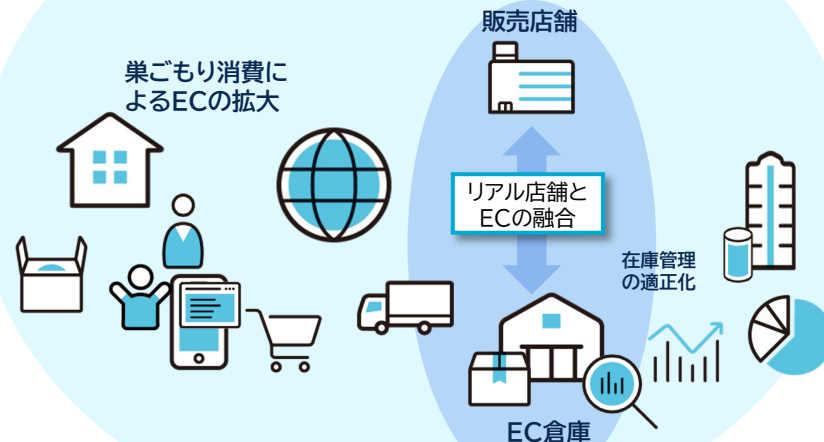 販売店舗
巣ごもり消費に
よるECの拡大
リアル店舗と
ECの融合
在庫管理
の適正化
EC倉庫